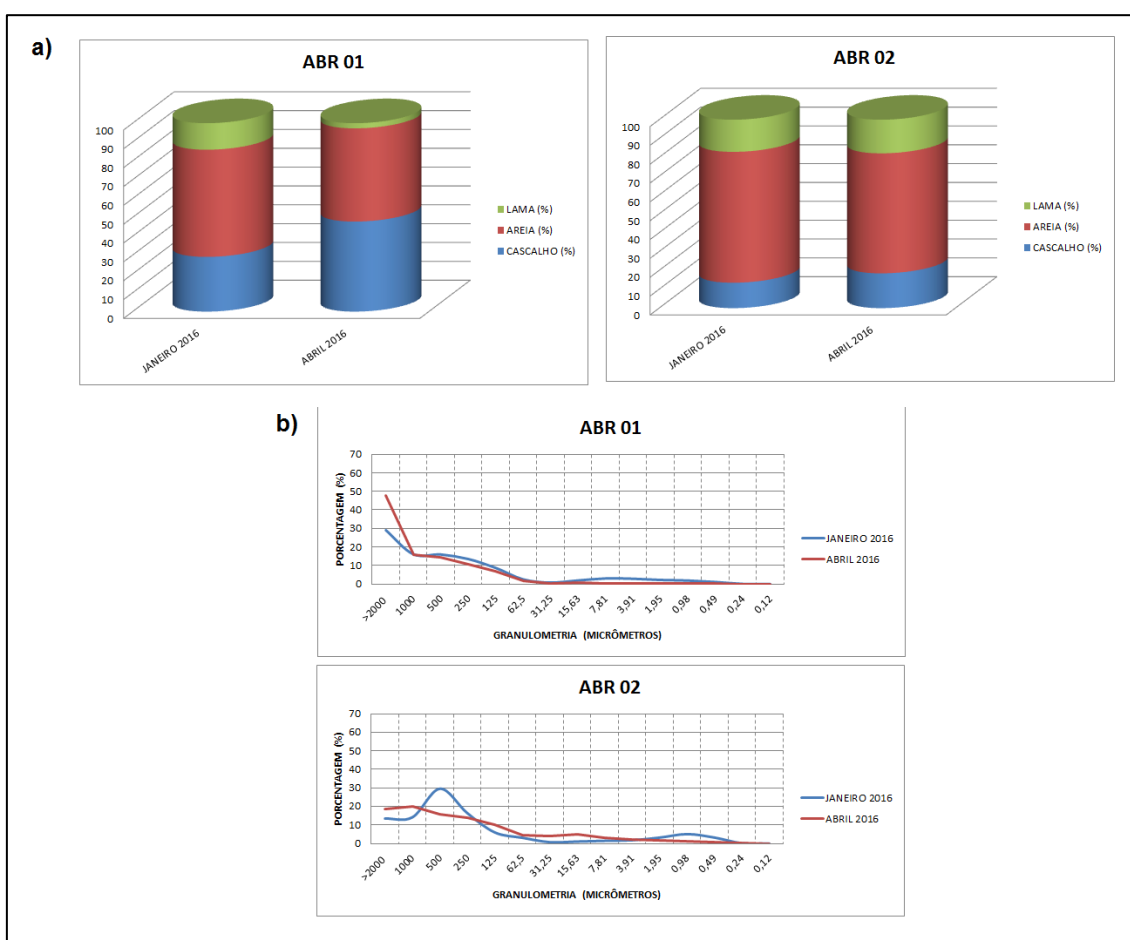 a)
ABR 01
100
90
80
70
60
50
40
30
20
10
0
LAMA (%)
AREIA (%)
CASCALHO (%)
JANEIRO 2016
ABRIL 2016
ABR 02
100
90
80
70
60
50
40
30
20
10
0
LAMA (%)
AREIA (%)
CASCALHO (%)
JANEIRO 2016
ABRIL 2016
b)
ABR 01
PORCENTAGEM (%)
70
60
50
40
30
20
10
0
JANEIRO 2016
ABRIL 2016
>2000 1000 500 250 125 62,5 31,25 15,63 7,81 3,91 1,95 0,98 0,49 0,24 0,12
GRANULOMETRIA (MICRÔMETROS)
ABR 02
PORCENTAGEM (%)
70
60
50
40
30
20
10
0
JANEIRO 2016
ABRIL 2016
>2000 1000 500 250 125 62,5 31,25 15,63 7,81 3,91 1,95 0,98 0,49 0,24 0,12
GRANULOMETRIA (MICRÔMETROS)